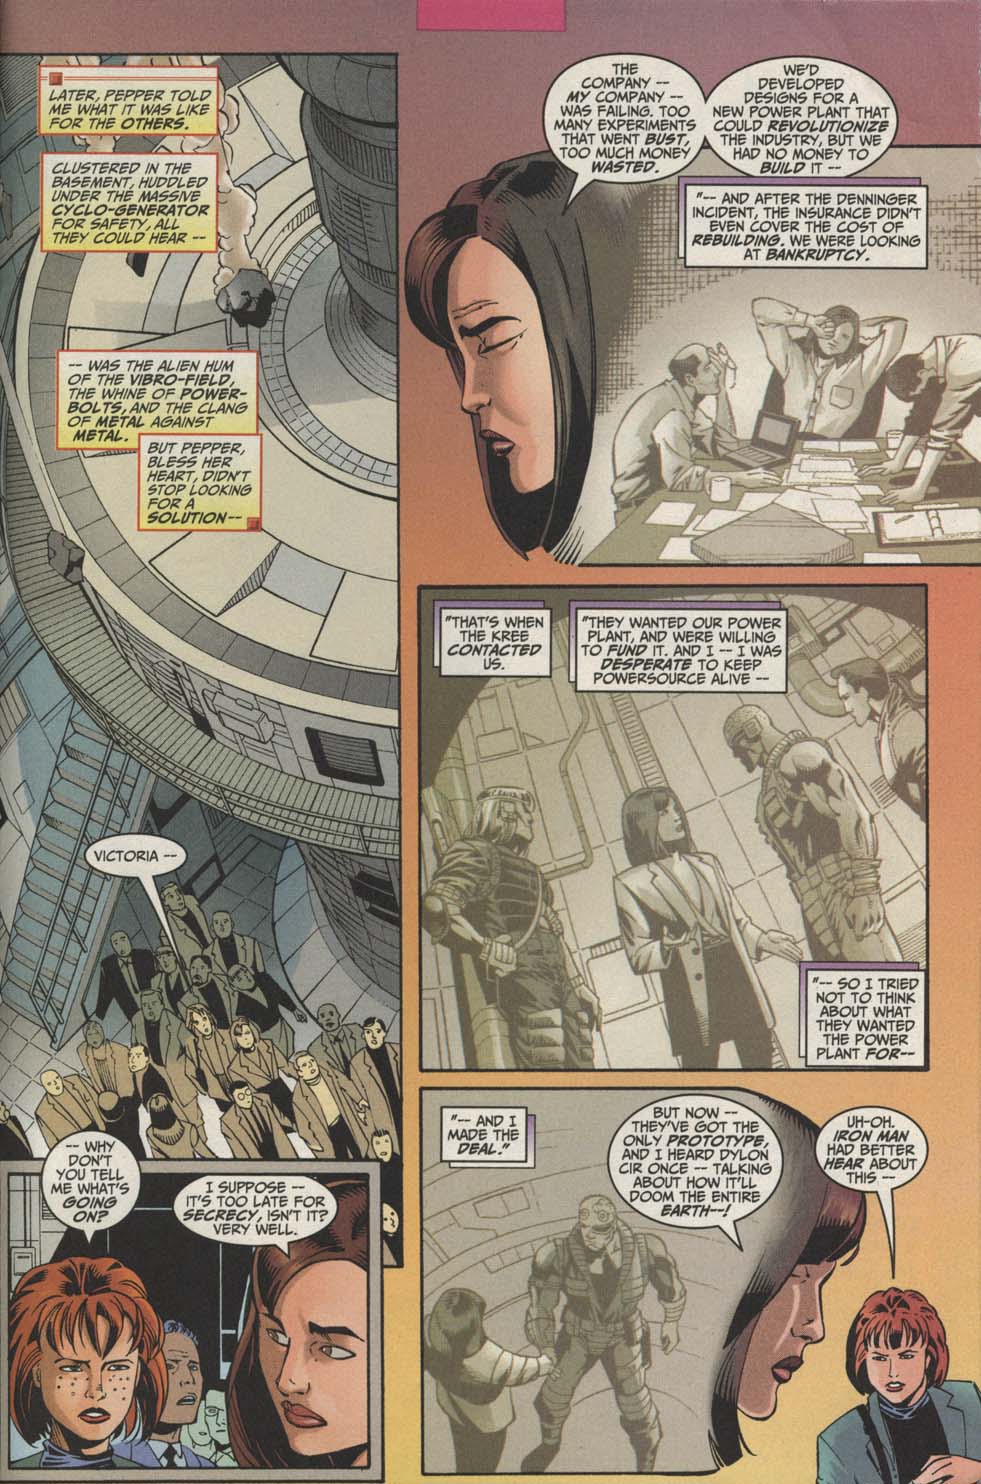 LATER, PEPPER TOLD
ME WHAT IT WAS LIKE
FOR THE OTHERS.
CLUSTERED IN THE
BASEMENT, HUDDLED
UNDER THE MASSIVE
CYCLO-GENERATOR
FOR SAFETY, ALL
THEY COULD HEAR --
-- WAS THE ALIEN HUM
OF THE VIBRO-FIELD,
THE WHINE OF POWER-
BOLTS, AND THE CLANG
OF METAL AGAINST
METAL.
BUT PEPPER,
BLESS HER
HEART, DIDN'T
STOP LOOKING
FOR A
SOLUTION--
VICTORIA --
-- WHY
DON'T
YOU TELL
ME WHAT'S
GOING
ON?
I SUPPOSE --
IT'S TOO LATE FOR
SECRECY, ISN'T IT?
VERY WELL.
THE
COMPANY --
MY COMPANY --
WAS FAILING. TOO
MANY EXPERIMENTS
THAT WENT BUST,
TOO MUCH MONEY
WASTED.
WE'D
DEVELOPED
DESIGNS FOR A
NEW POWER PLANT THAT
COULD REVOLUTIONIZE
THE INDUSTRY, BUT WE
HAD NO MONEY TO
BUILD IT --
"-- AND AFTER THE DENNINGER
INCIDENT, THE INSURANCE DIDN'T
EVEN COVER THE COST OF
REBUILDING. WE WERE LOOKING
AT BANKRUPTCY.
"THAT'S WHEN
THE KREE
CONTACTED
US.
"THEY WANTED OUR POWER
PLANT, AND WERE WILLING
TO FUND IT. AND I -- I WAS
DESPERATE TO KEEP
POWERSOURCE ALIVE --
"-- SO I TRIED
NOT TO THINK
ABOUT WHAT
THEY WANTED
THE POWER
PLANT FOR--
"-- AND I
MADE THE
DEAL."
BUT NOW --
THEY'VE GOT THE
ONLY PROTOTYPE,
AND I HEARD DYLON
CIR ONCE -- TALKING
ABOUT HOW IT'LL
DOOM THE ENTIRE
EARTH--!
UH-OH.
IRON MAN
HAD BETTER
HEAR ABOUT
THIS --